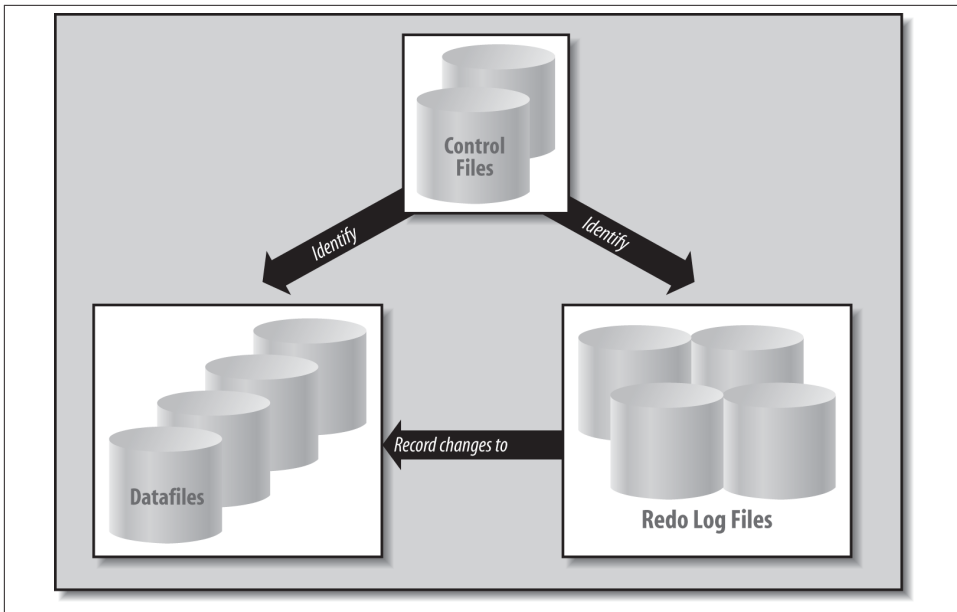 Control
Files
Identify
Identify
Record changes to
Datafiles
Redo Log Files